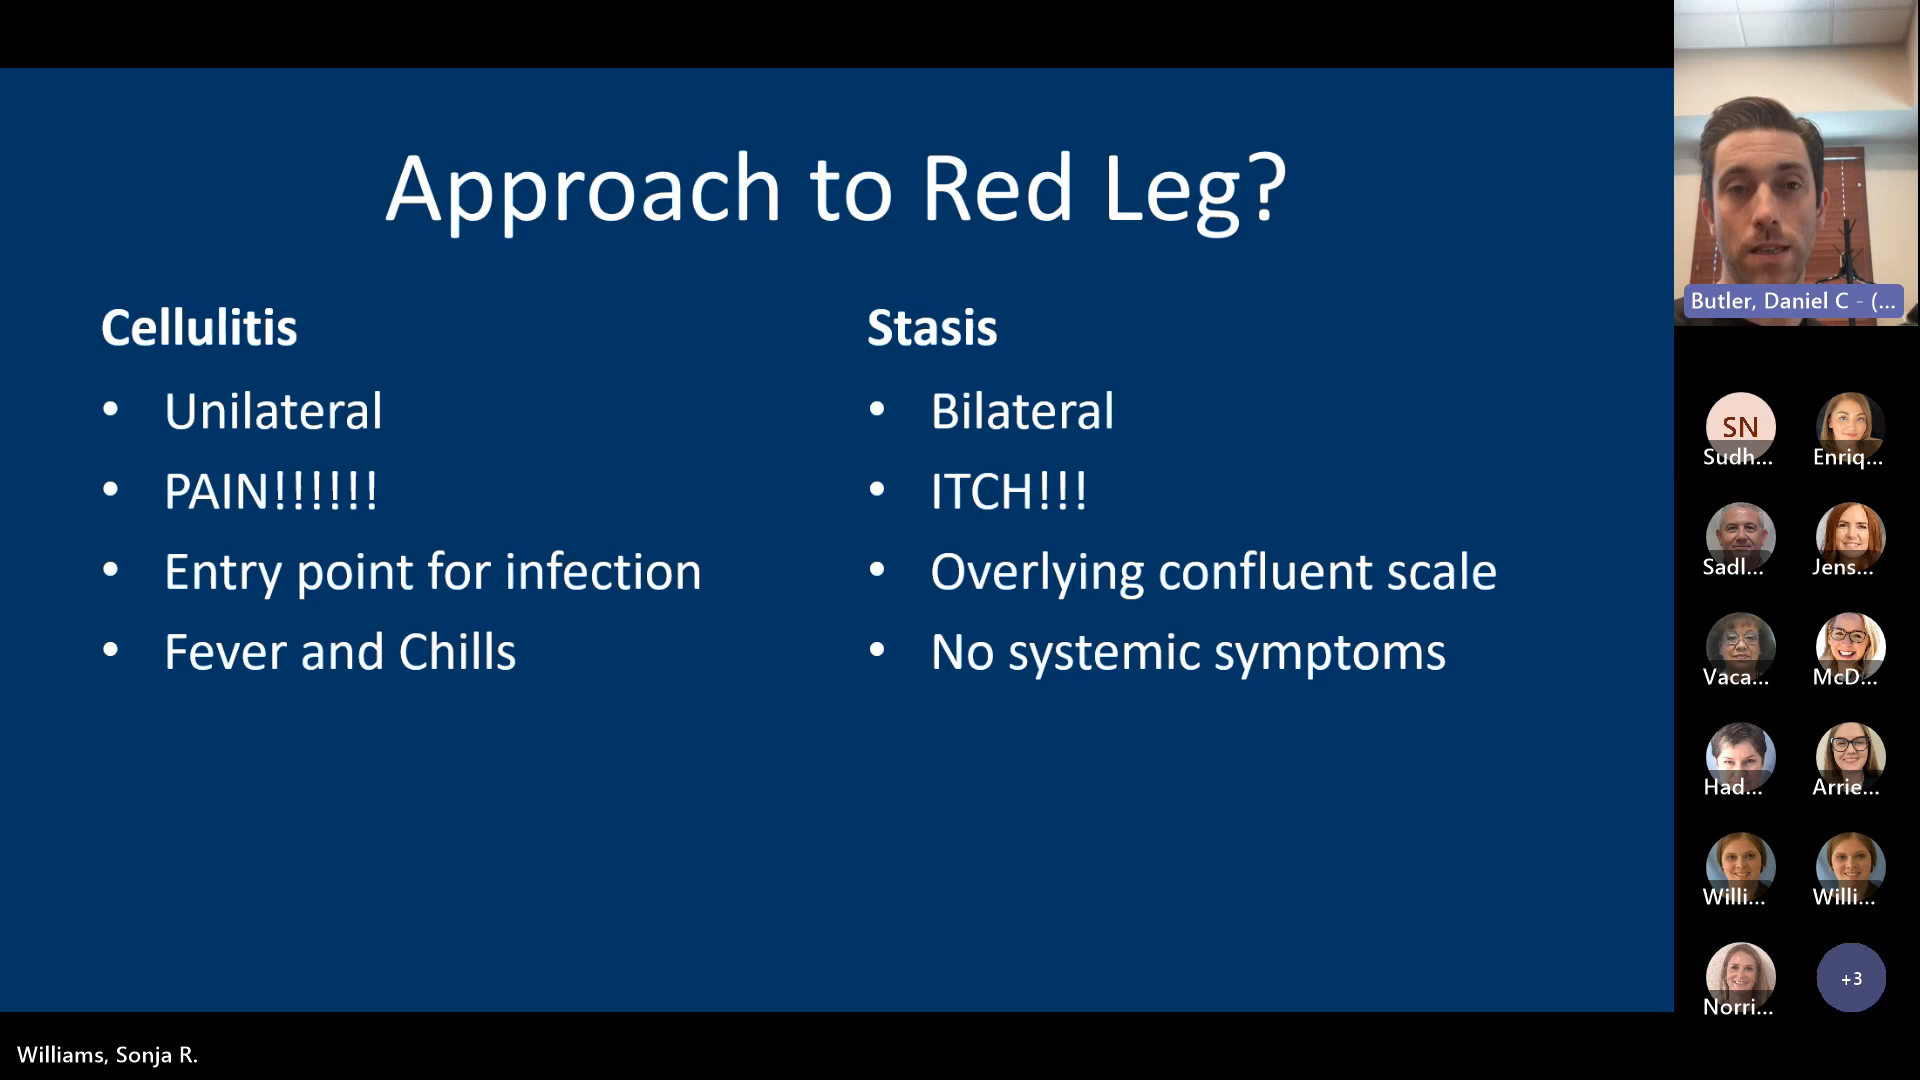 Approach to Red Leg?
Cellulitis
• Unilateral
• PAIN!!!!!!
• Entry point for infection
• Fever and Chills
Stasis
• Bilateral
• ITCH!!!
• Overlying confluent scale
• No systemic symptoms
Butler, Daniel C - (...
SN
Sudh...
Enriq...
Sadl...
Jens...
Vaca...
McD...
Had...
Arrie...
Willi...
Willi...
Norri...
+3
Williams, Sonja R.